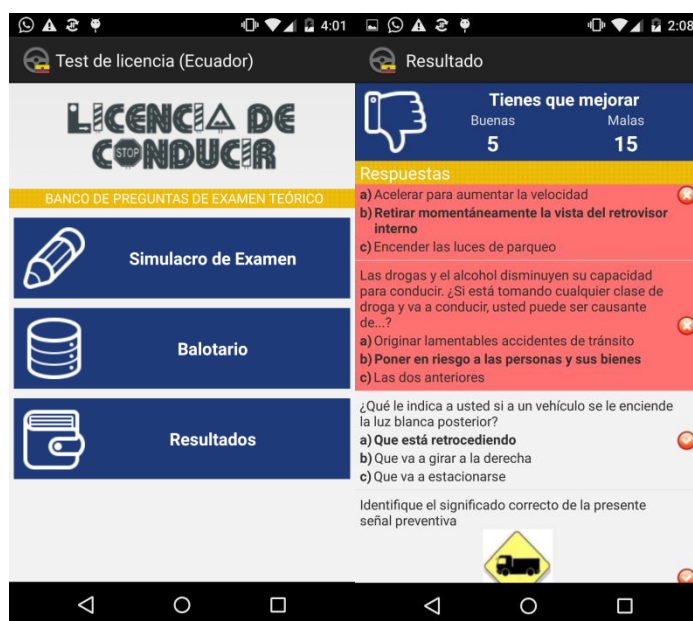 4:01
Test de licencia (Ecuador)
LICENCIA DE
CONDUCIR
STOP
BANCO DE PREGUNTAS DE EXAMEN TEÓRICO
Simulacro de Examen
Balotario
Resultados
2:08
Resultado
Tienes que mejorar
Buenas Malas
5 15
Respuestas
a) Acelerar para aumentar la velocidad
b) Retirar momentáneamente la vista del retrovisor
interno
c) Encender las luces de parqueo
Las drogas y el alcohol disminuyen su capacidad
para conducir. ¿Si está tomando cualquier clase de
droga y va a conducir, usted puede ser causante
de...?
a) Originar lamentables accidentes de tránsito
b) Poner en riesgo a las personas y sus bienes
c) Las dos anteriores
¿Qué le indica a usted si a un vehículo se le enciende
la luz blanca posterior?
a) Que está retrocediendo
b) Que va a girar a la derecha
c) Que va a estacionarse
Identifique el significado correcto de la presente
señal preventiva